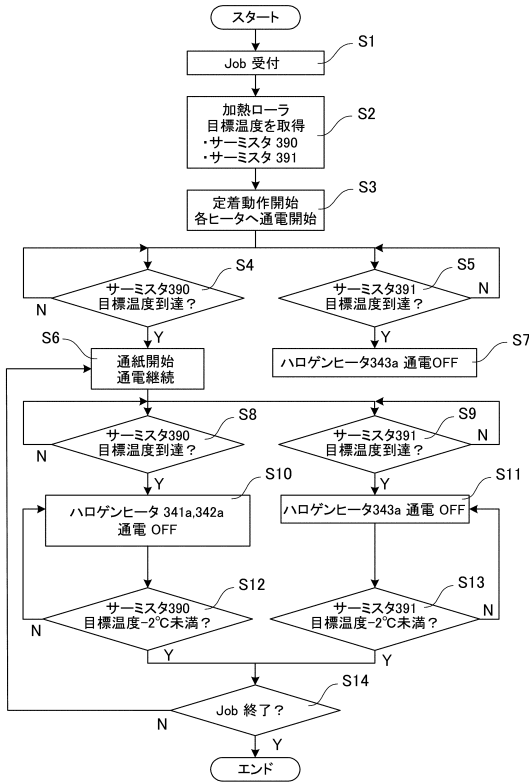 スタート
S1
Job 受付
S2
加熱ローラ
目標温度を取得
・サーミスタ 390
・サーミスタ 391
S3
定着動作開始
各ヒータへ通電開始
S4
サーミスタ390
目標温度到達?
N
Y
S5
サーミスタ391
目標温度到達?
N
Y
S6
通紙開始
通電継続
S7
ハロゲンヒータ343a 通電OFF
S8
サーミスタ390
目標温度到達?
N
Y
S9
サーミスタ391
目標温度到達?
N
Y
S10
ハロゲンヒータ 341a,342a
通電 OFF
S11
ハロゲンヒータ343a 通電 OFF
S12
サーミスタ390
目標温度-2℃未満?
N
Y
S13
サーミスタ391
目標温度-2℃未満?
N
Y
S14
Job 終了?
N
Y
エンド